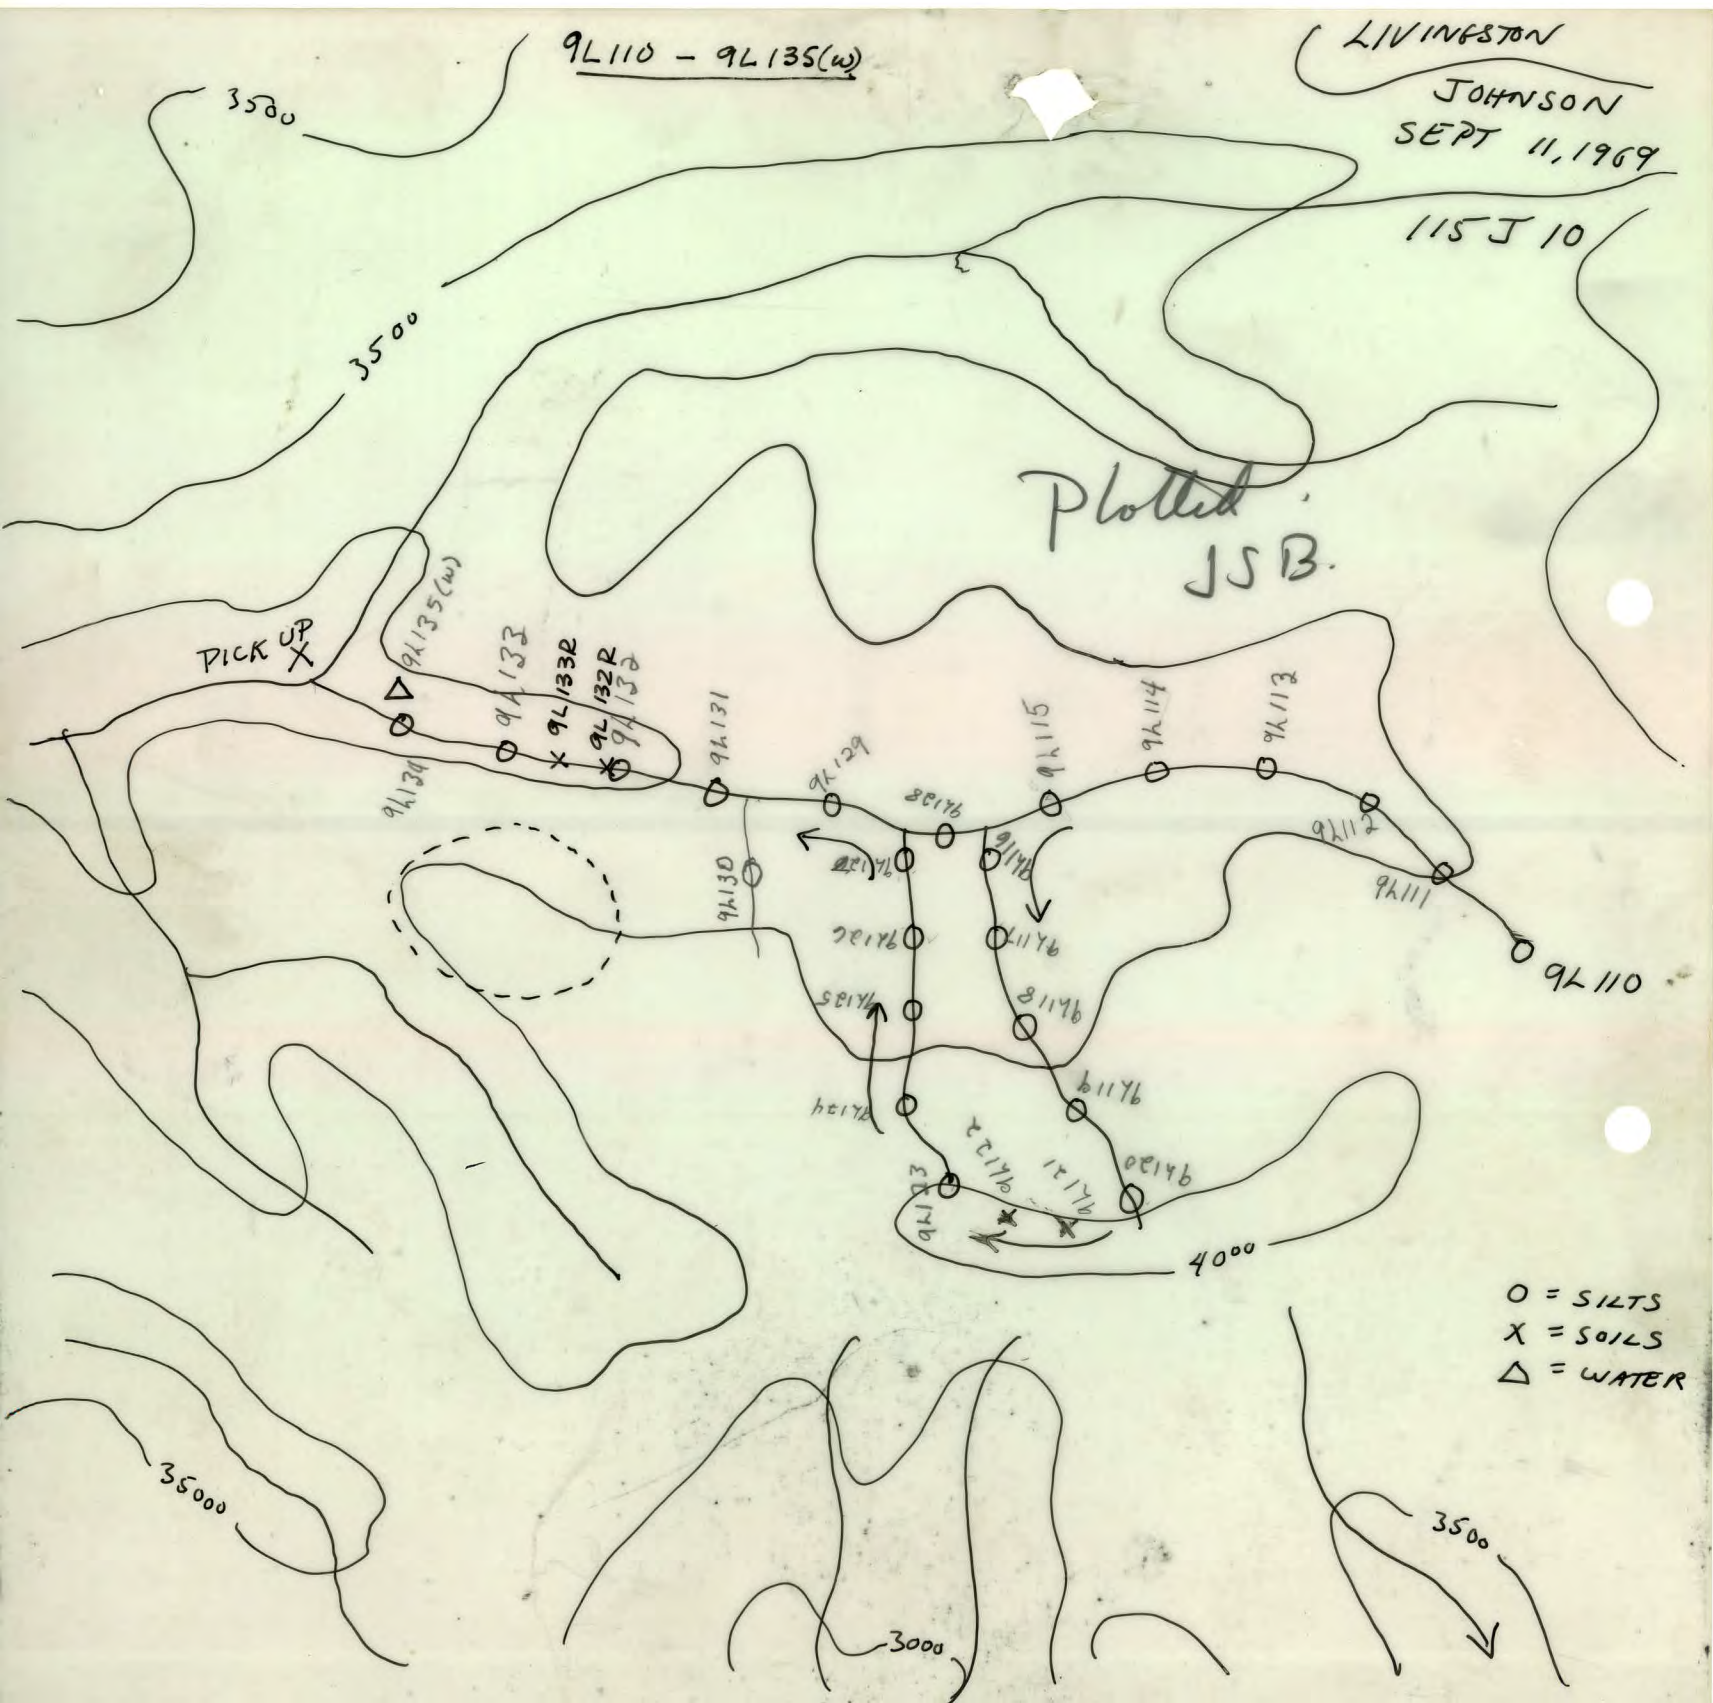 9L110 - 9L135(w)
LIVINGSTON
JOHNSON
SEPT 11, 1969
115 J 10
3500
3500
Plotted
JSB.
PICK UP
X
9L135(w)
9L133
9L133R
9L132R
9L132
9L131
9L129
9L128
9L115
9L114
9L113
9L112
9L111
9L110
9L134
9L130
9L116
9L126
9L117
9L125
9L118
9L124
9L119
9L123
9L122
9L121
9L120
4000
O = SILTS
X = SOILS
△ = WATER
35000
3500
3000